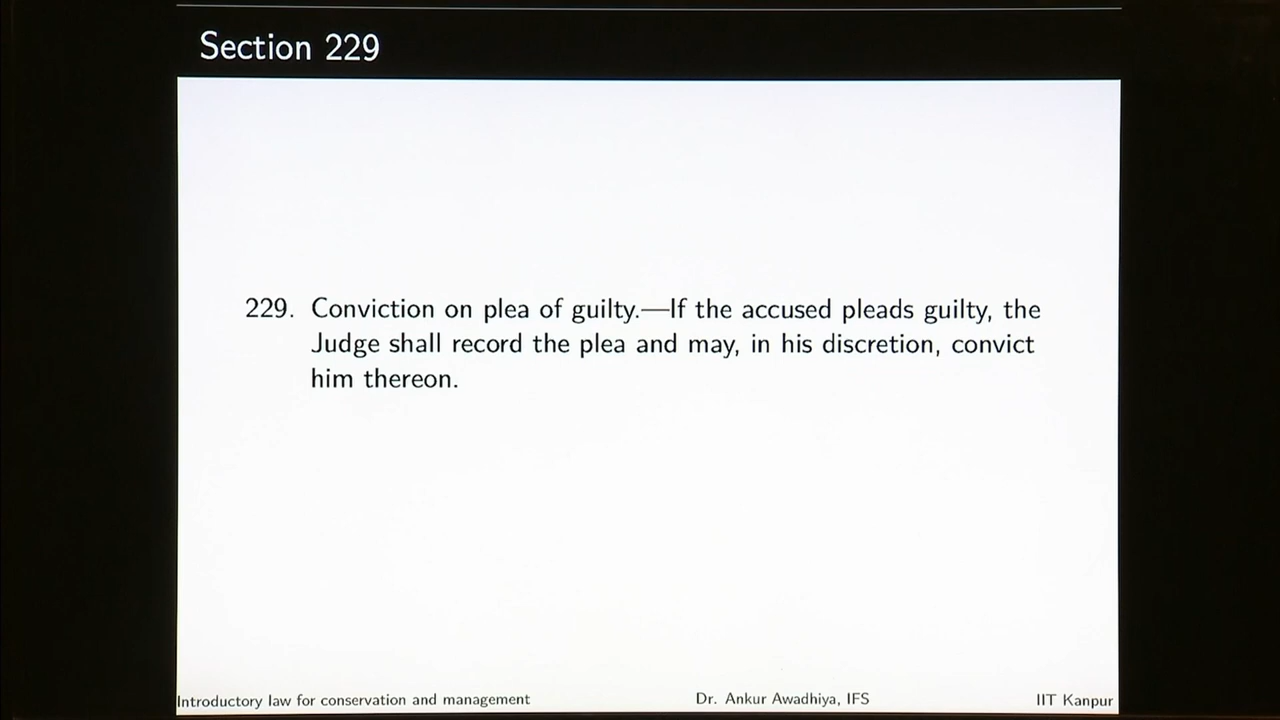 Section 229
229. Conviction on plea of guilty.—If the accused pleads guilty, the
Judge shall record the plea and may, in his discretion, convict
him thereon.
Introductory law for conservation and management Dr. Ankur Awadhiya, IFS IIT Kanpur